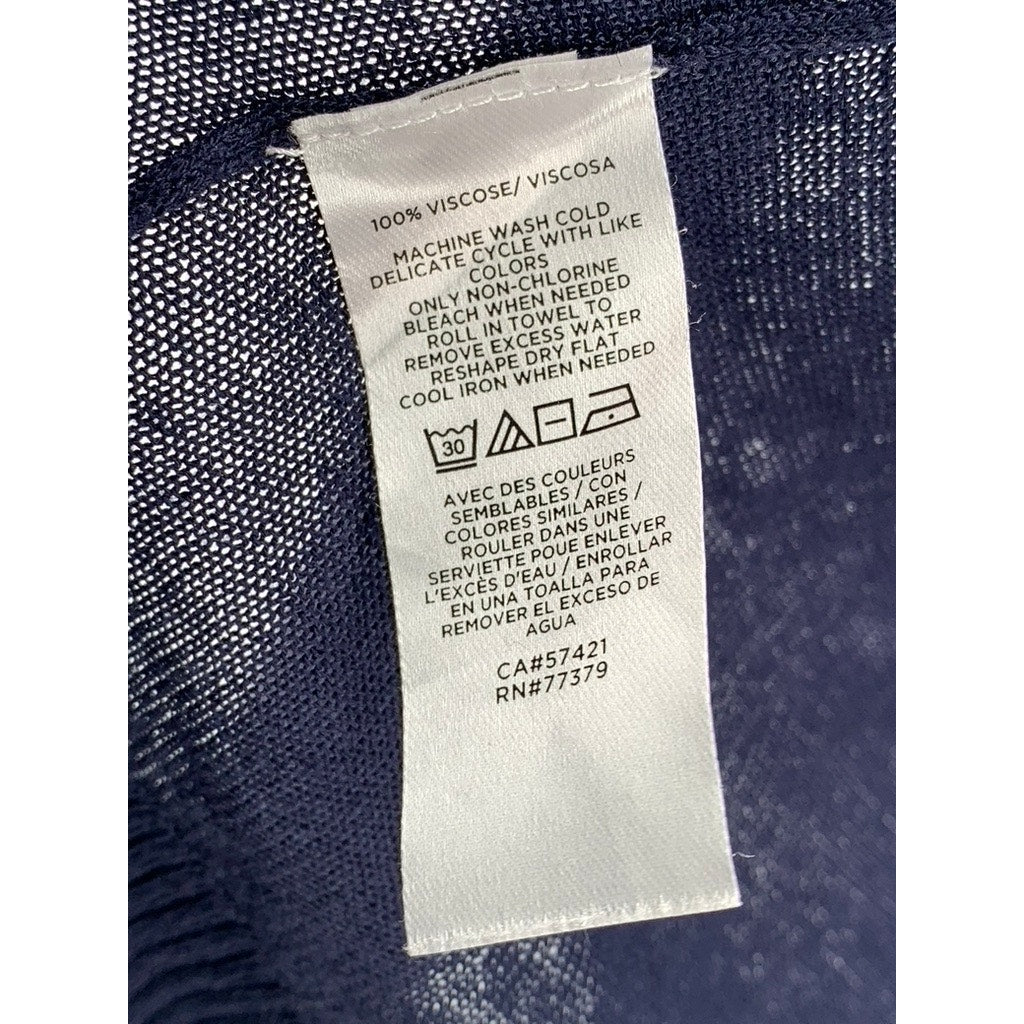 100% VISCOSE/ VISCOSA
MACHINE WASH COLD
DELICATE CYCLE WITH LIKE
COLORS
ONLY NON-CHLORINE
BLEACH WHEN NEEDED
ROLL IN TOWEL TO
REMOVE EXCESS WATER
RESHAPE DRY FLAT
COOL IRON WHEN NEEDED
30
AVEC DES COULEURS
SEMBLABLES / CON
COLORES SIMILARES /
ROULER DANS UNE
SERVIETTE POUE ENLEVER
L'EXCÈS D'EAU / ENROLLAR
EN UNA TOALLA PARA
REMOVER EL EXCESO DE
AGUA
CA#57421
RN#77379